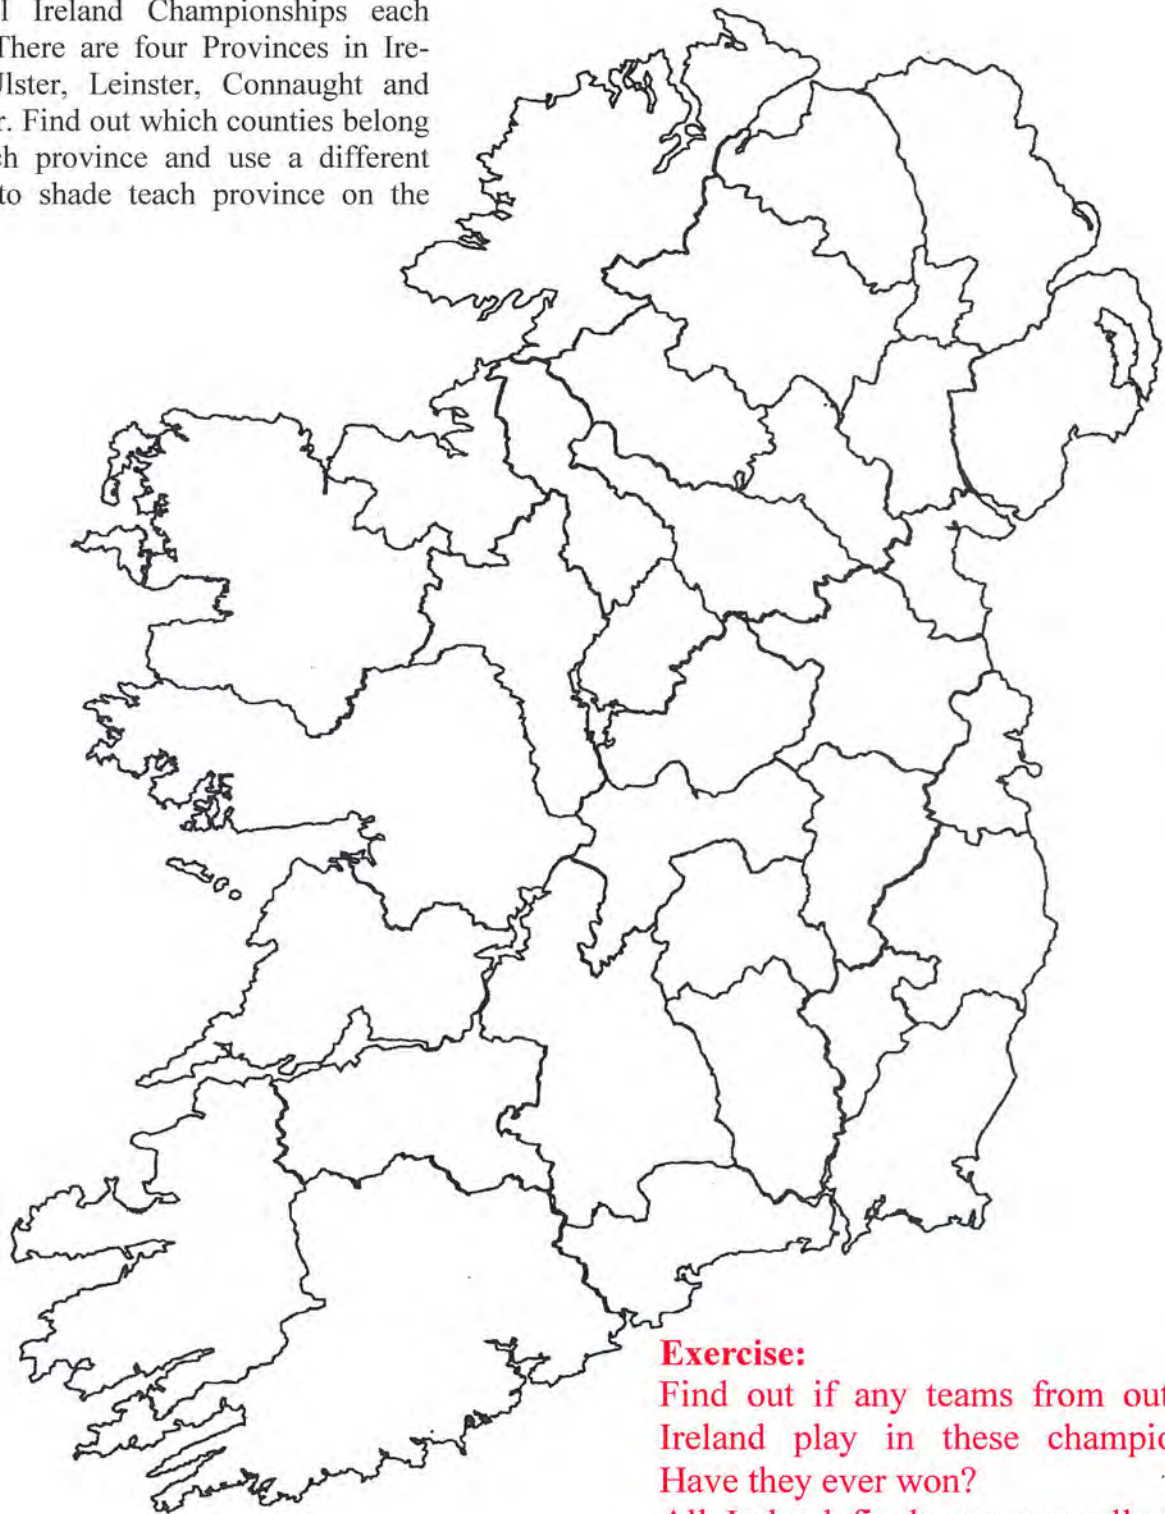 Ireland Championships each
There are four Provinces in Ire-
lster, Leinster, Connaught and
r. Find out which counties belong
ch province and use a different
to shade teach province on the
Exercise:
Find out if any teams from out
Ireland play in these champio
Have they ever won?